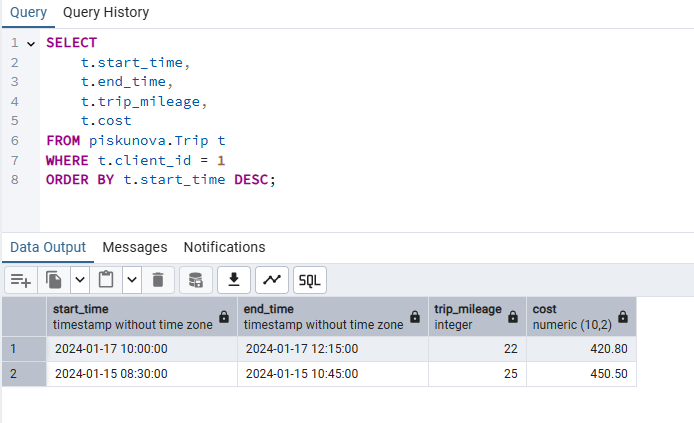 Query Query History
1 SELECT
2 t.start_time,
3 t.end_time,
4 t.trip_mileage,
5 t.cost
6 FROM piskunova.Trip t
7 WHERE t.client_id = 1
8 ORDER BY t.start_time DESC;
Data Output Messages Notifications
SQL
start_time end_time trip_mileage cost
timestamp without time zone timestamp without time zone integer numeric (10,2)
1 2024-01-17 10:00:00 2024-01-17 12:15:00 22 420.80
2 2024-01-15 08:30:00 2024-01-15 10:45:00 25 450.50